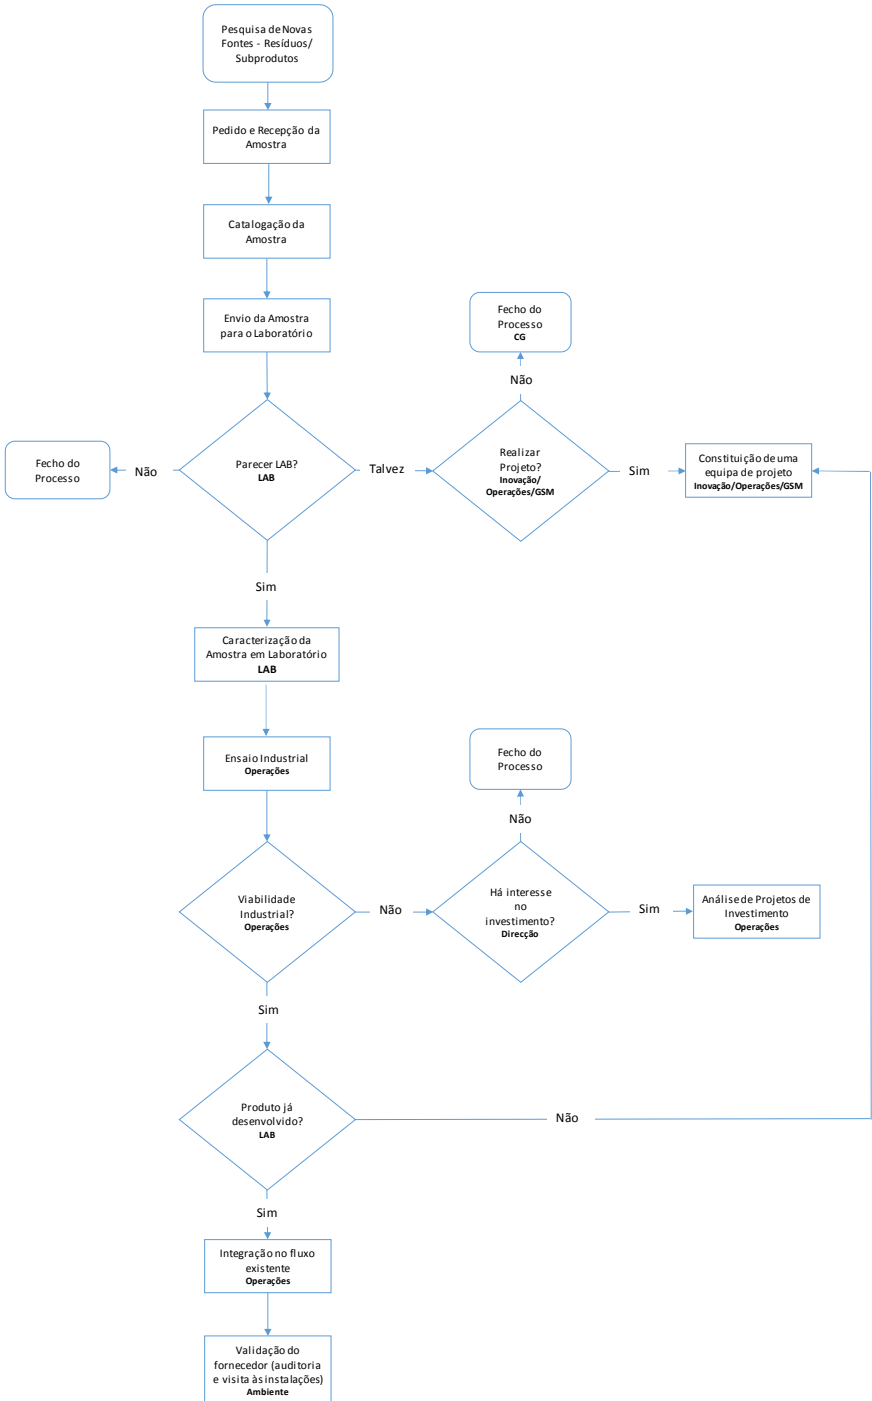 Pesquisa de Novas
Fontes - Resíduos/
Subprodutos
Pedido e Recepção da
Amostra
Catalogação da
Amostra
Envio da Amostra
para o Laboratório
Fecho do
Processo
CG
Não
Fecho do
Processo
Não
Parecer LAB?
LAB
Talvez
Realizar
Projeto?
Inovação/
Operações/GSM
Sim
Constituição de uma
equipa de projeto
Inovação/Operações/GSM
Sim
Caracterização da
Amostra em Laboratório
LAB
Ensaio Industrial
Operações
Fecho do
Processo
Não
Viabilidade
Industrial?
Operações
Não
Há interesse
no
investimento?
Direcção
Sim
Análise de Projetos de
Investimento
Operações
Sim
Produto já
desenvolvido?
LAB
Não
Sim
Integração no fluxo
existente
Operações
Validação do
fornecedor (auditoria
e visita às instalações)
Ambiente